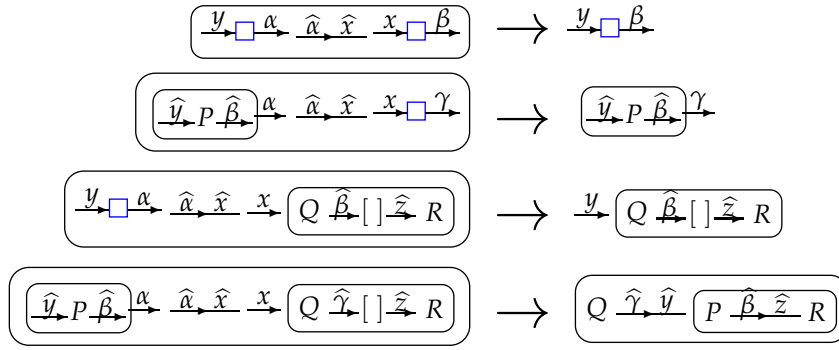 y α α̂ x̂ x β → y β
ŷ P β̂ α α̂ x̂ x γ → ŷ P β̂ γ
y α α̂ x̂ x Q β̂ [ ] ẑ R → y Q β̂ [ ] ẑ R
ŷ P β̂ α α̂ x̂ x Q γ̂ [ ] ẑ R → Q γ̂ ŷ P β̂ ẑ R